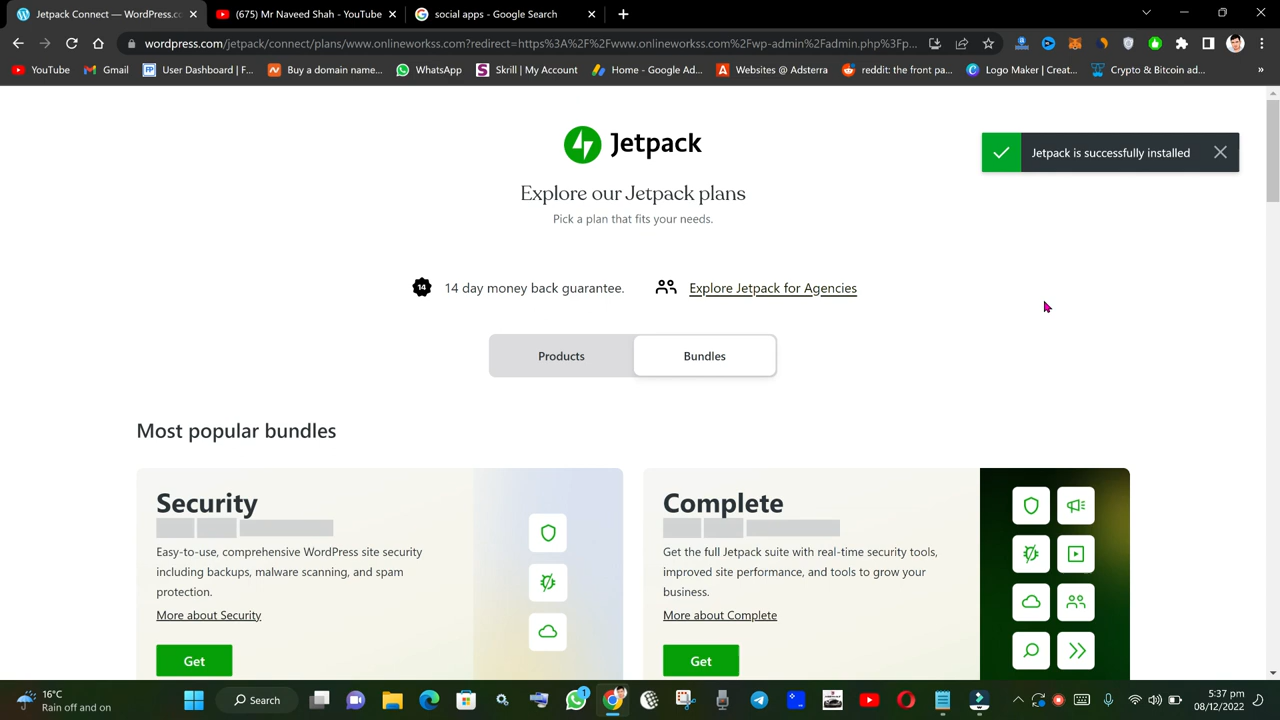 Jetpack Connect — WordPress.c
(675) Mr Naveed Shah - YouTube
social apps - Google Search
wordpress.com/jetpack/connect/plans/www.onlineworkss.com?redirect=https%3A%2F%2Fwww.onlineworkss.com%2Fwp-admin%2Fadmin.php%3Fp...
YouTube
Gmail
User Dashboard | F...
Buy a domain name...
WhatsApp
Skrill | My Account
Home - Google Ad...
Websites @ Adsterra
reddit: the front pa...
Logo Maker | Creat...
Crypto & Bitcoin ad...
»
Jetpack
Jetpack is successfully installed
Explore our Jetpack plans
Pick a plan that fits your needs.
14
14 day money back guarantee.
Explore Jetpack for Agencies
Products
Bundles
Most popular bundles
Security
Easy-to-use, comprehensive WordPress site security
including backups, malware scanning, and spam
protection.
More about Security
Get
Complete
Get the full Jetpack suite with real-time security tools,
improved site performance, and tools to grow your
business.
More about Complete
Get
16°C
Rain off and on
Search
1
5:37 pm
08/12/2022